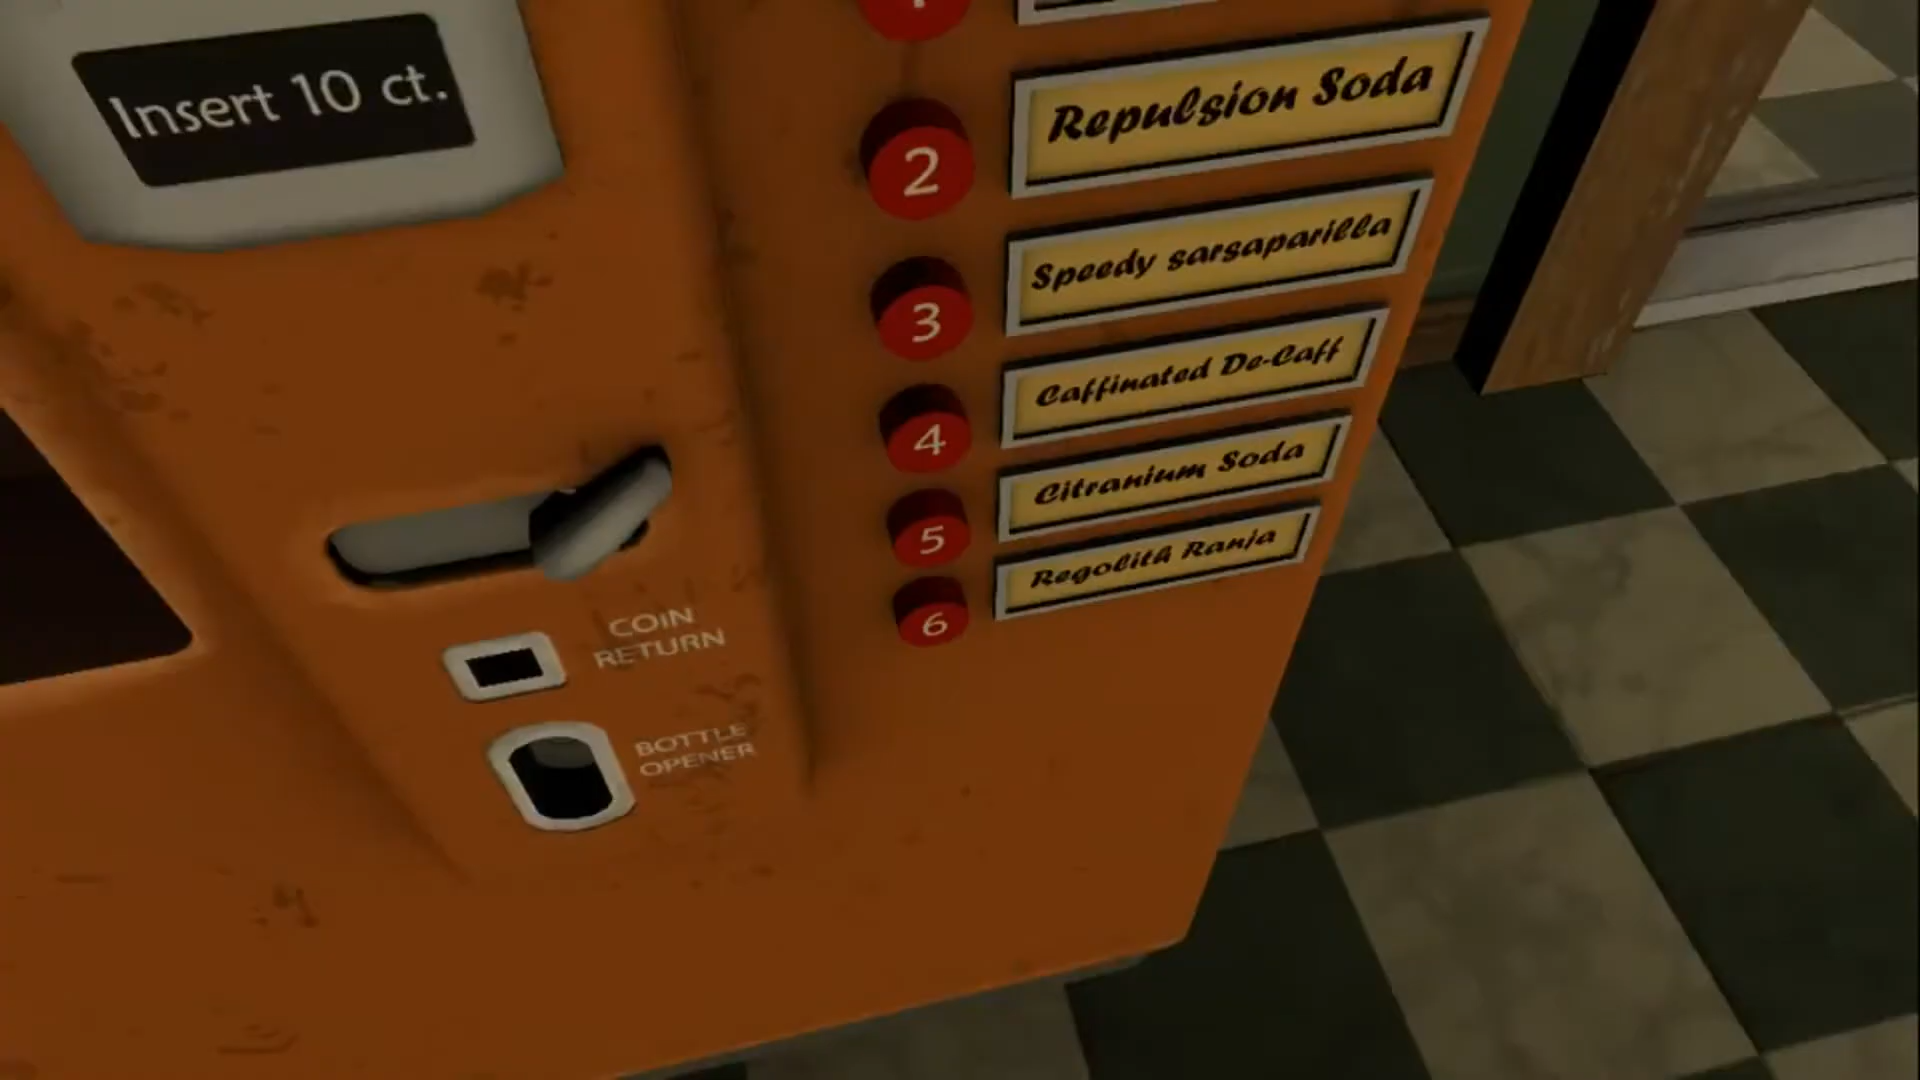 Insert 10 ct.
2
Repulsion Soda
3
Speedy sarsaparilla
4
Caffinated De-Caff
5
Citranium Soda
6
Regolith Ranja
COIN
RETURN
BOTTLE
OPENER